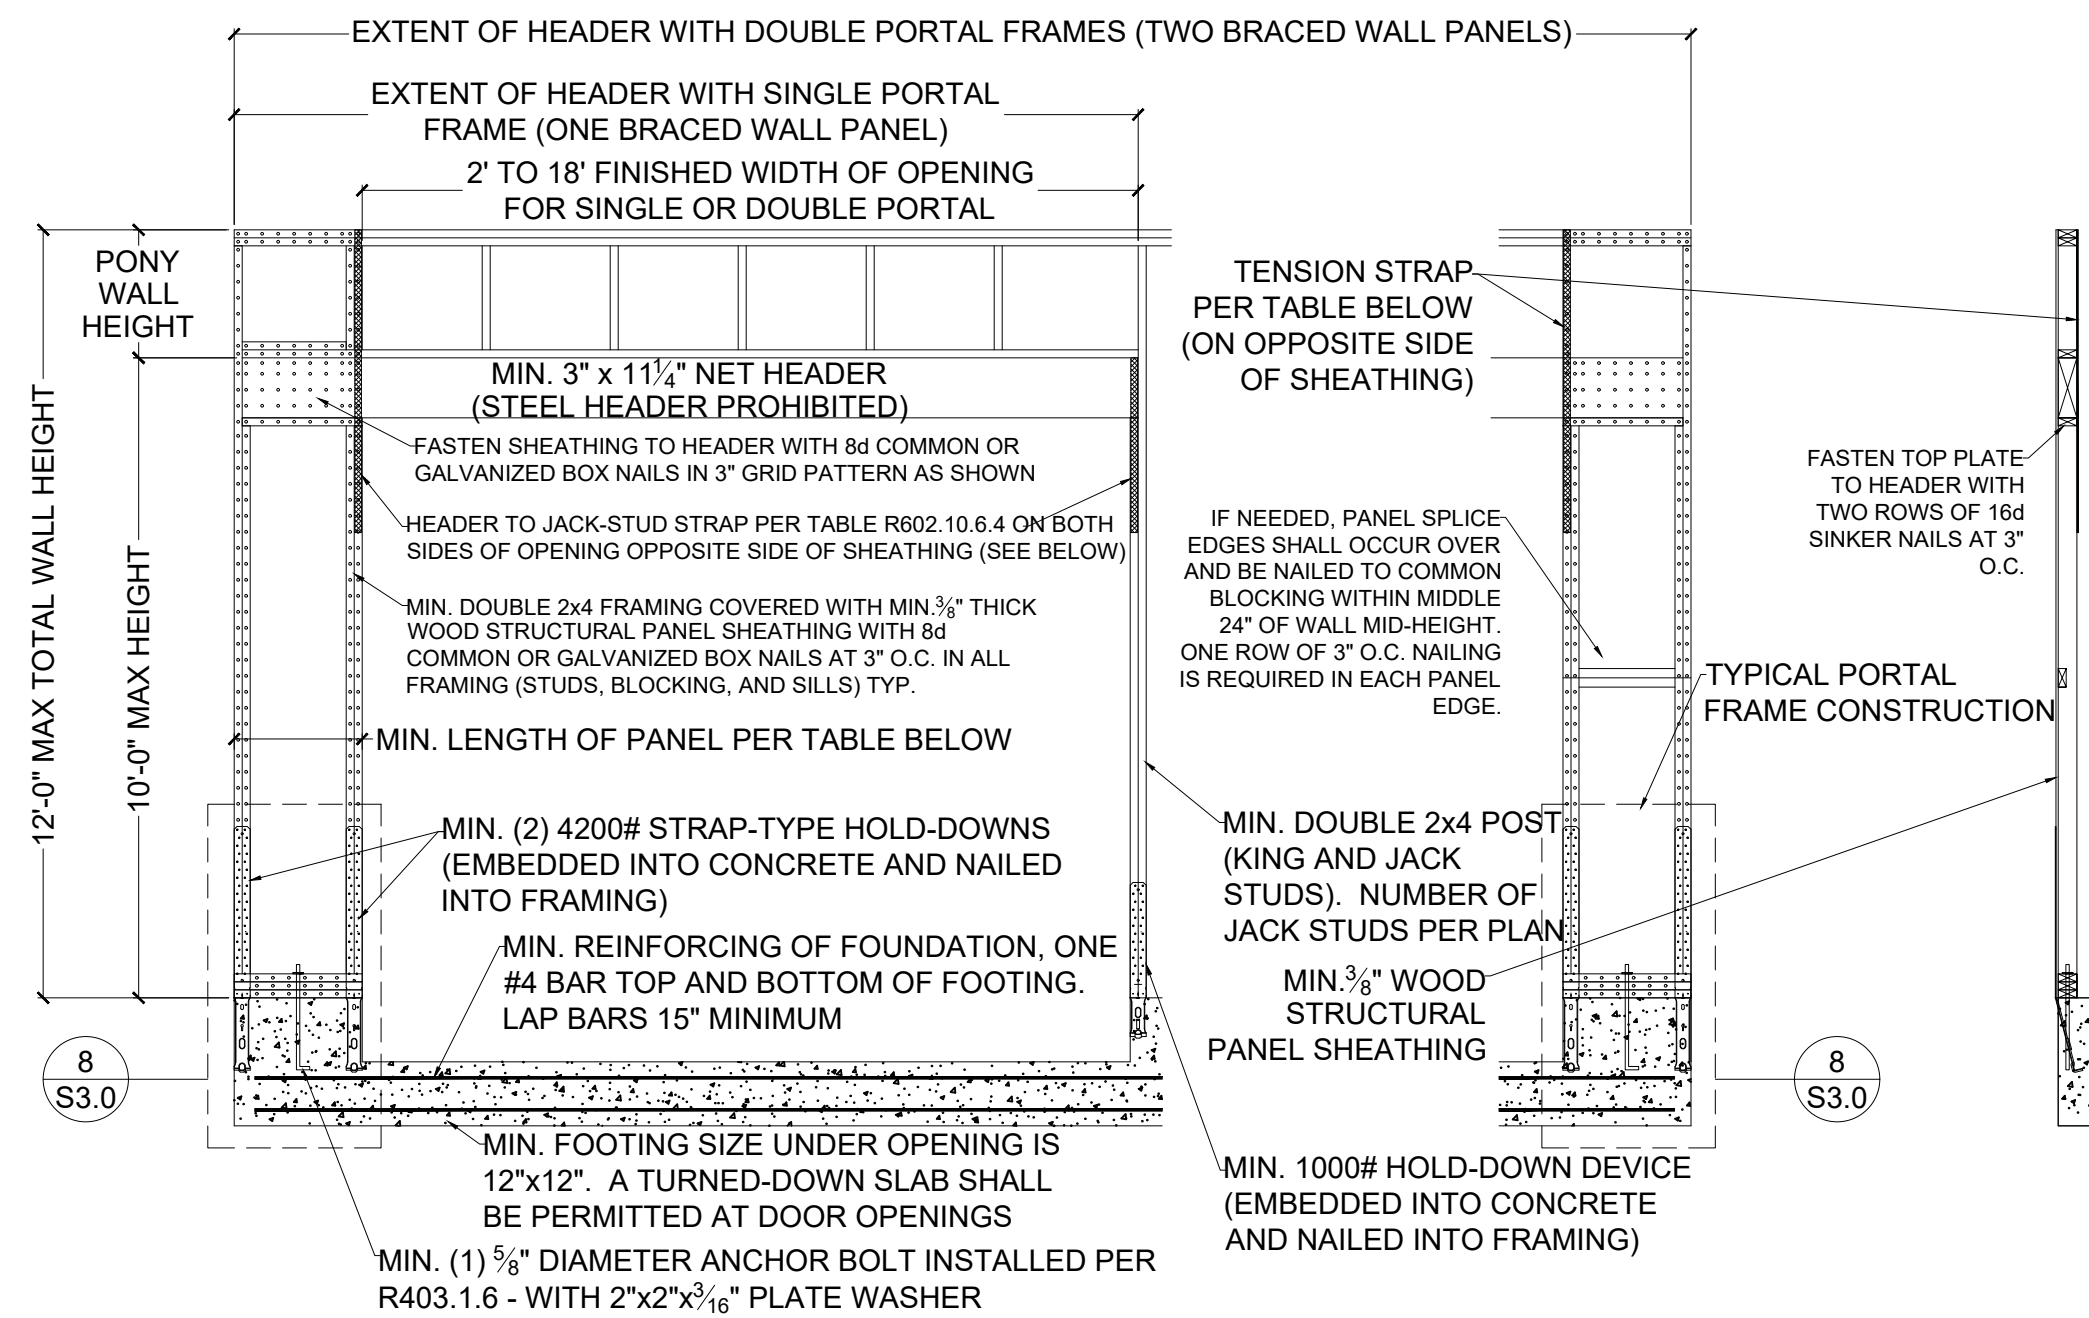 EXTENT OF HEADER WITH DOUBLE PORTAL FRAMES (TWO BRACED WALL PANELS)
EXTENT OF HEADER WITH SINGLE PORTAL
FRAME (ONE BRACED WALL PANEL)
2' TO 18' FINISHED WIDTH OF OPENING
FOR SINGLE OR DOUBLE PORTAL
PONY
WALL
HEIGHT
12'-0" MAX TOTAL WALL HEIGHT
10'-0" MAX HEIGHT
MIN. 3" x 11¼" NET HEADER
(STEEL HEADER PROHIBITED)
FASTEN SHEATHING TO HEADER WITH 8d COMMON OR
GALVANIZED BOX NAILS IN 3" GRID PATTERN AS SHOWN
HEADER TO JACK-STUD STRAP PER TABLE R602.10.6.4 ON BOTH
SIDES OF OPENING OPPOSITE SIDE OF SHEATHING (SEE BELOW)
MIN. DOUBLE 2x4 FRAMING COVERED WITH MIN.⅜" THICK
WOOD STRUCTURAL PANEL SHEATHING WITH 8d
COMMON OR GALVANIZED BOX NAILS AT 3" O.C. IN ALL
FRAMING (STUDS, BLOCKING, AND SILLS) TYP.
MIN. LENGTH OF PANEL PER TABLE BELOW
MIN. (2) 4200# STRAP-TYPE HOLD-DOWNS
(EMBEDDED INTO CONCRETE AND NAILED
INTO FRAMING)
MIN. REINFORCING OF FOUNDATION, ONE
#4 BAR TOP AND BOTTOM OF FOOTING.
LAP BARS 15" MINIMUM
8
S3.0
MIN. FOOTING SIZE UNDER OPENING IS
12"x12".  A TURNED-DOWN SLAB SHALL
BE PERMITTED AT DOOR OPENINGS
MIN. (1) ⅝" DIAMETER ANCHOR BOLT INSTALLED PER
R403.1.6 - WITH 2"x2"x3⁄16" PLATE WASHER
TENSION STRAP
PER TABLE BELOW
(ON OPPOSITE SIDE
OF SHEATHING)
IF NEEDED, PANEL SPLICE
EDGES SHALL OCCUR OVER
AND BE NAILED TO COMMON
BLOCKING WITHIN MIDDLE
24" OF WALL MID-HEIGHT.
ONE ROW OF 3" O.C. NAILING
IS REQUIRED IN EACH PANEL
EDGE.
MIN. DOUBLE 2x4 POST
(KING AND JACK
STUDS).  NUMBER OF
JACK STUDS PER PLAN
MIN.⅜" WOOD
STRUCTURAL
PANEL SHEATHING
MIN. 1000# HOLD-DOWN DEVICE
(EMBEDDED INTO CONCRETE
AND NAILED INTO FRAMING)
FASTEN TOP PLATE
TO HEADER WITH
TWO ROWS OF 16d
SINKER NAILS AT 3"
O.C.
TYPICAL PORTAL
FRAME CONSTRUCTION
8
S3.0